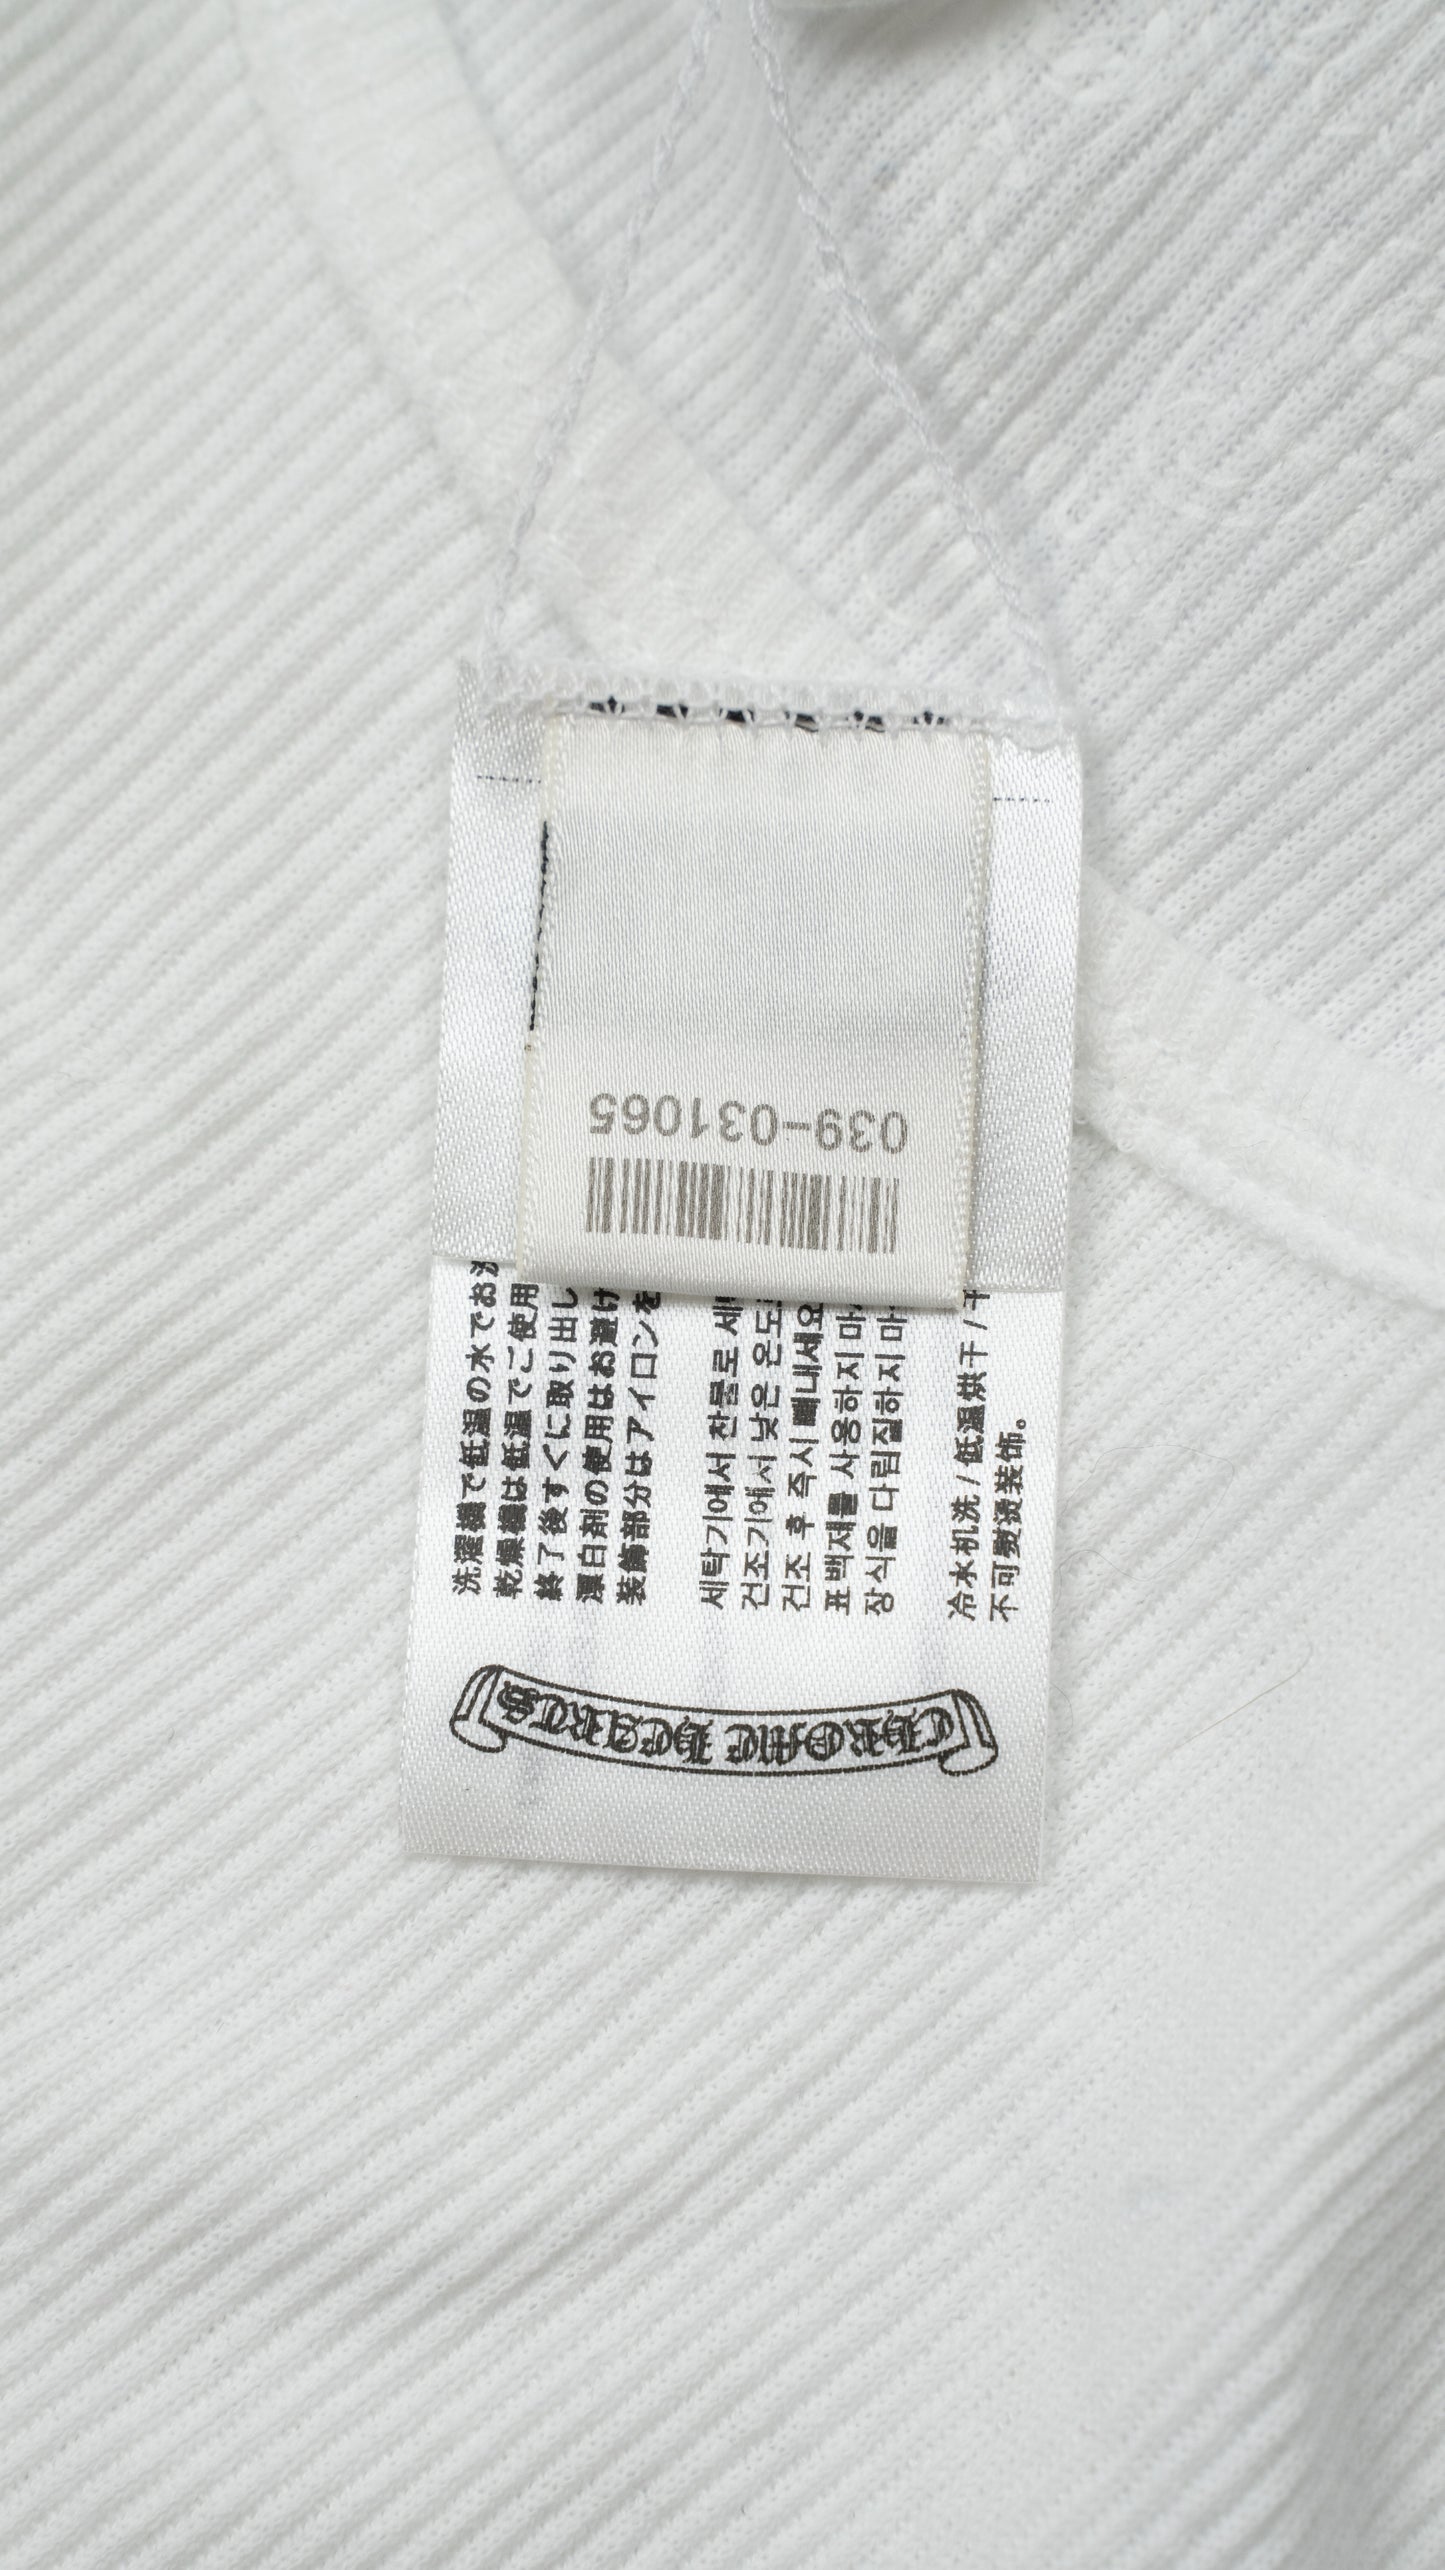 039-031065
洗濯機で低温の水でお洗
乾燥機は低温でご使用
終了後すぐに取り出し
漂白剤の使用はお避け
装飾部分はアイロンを
세탁기에서 찬물로 세
건조기에서 낮은 온도
건조 후 즉시 빼내세요
표백제를 사용하지 마
장식을 다림질하지 마
冷水机洗 / 低温烘干 / 干
不可熨烫装饰。
CHROME HEARTS